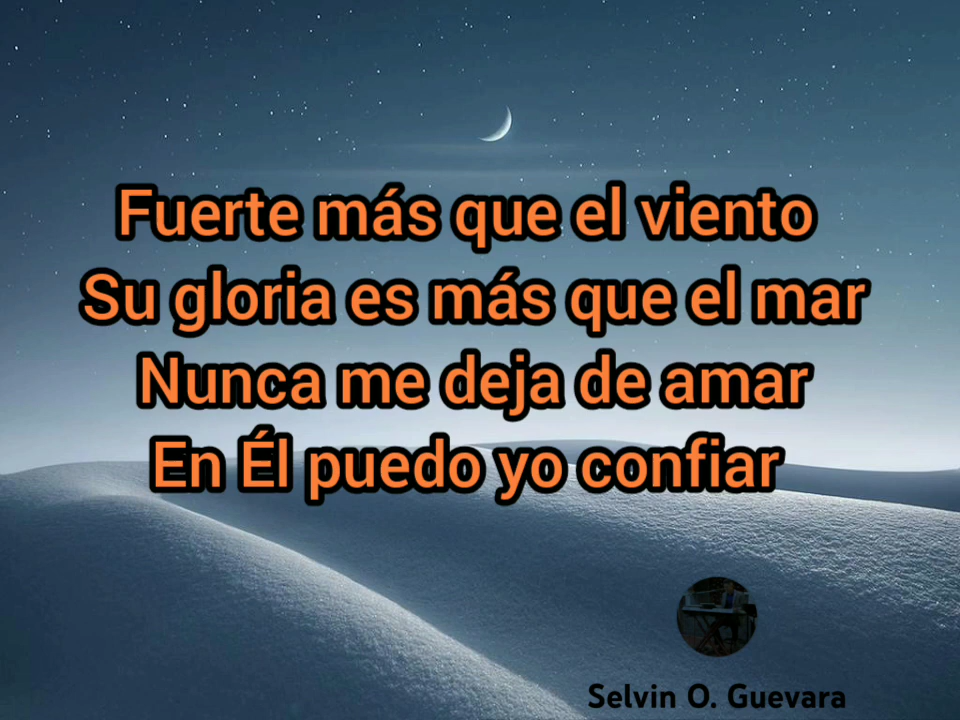 Fuerte más que el viento
Su gloria es más que el mar
Nunca me deja de amar
En Él puedo yo confiar
Selvin O. Guevara